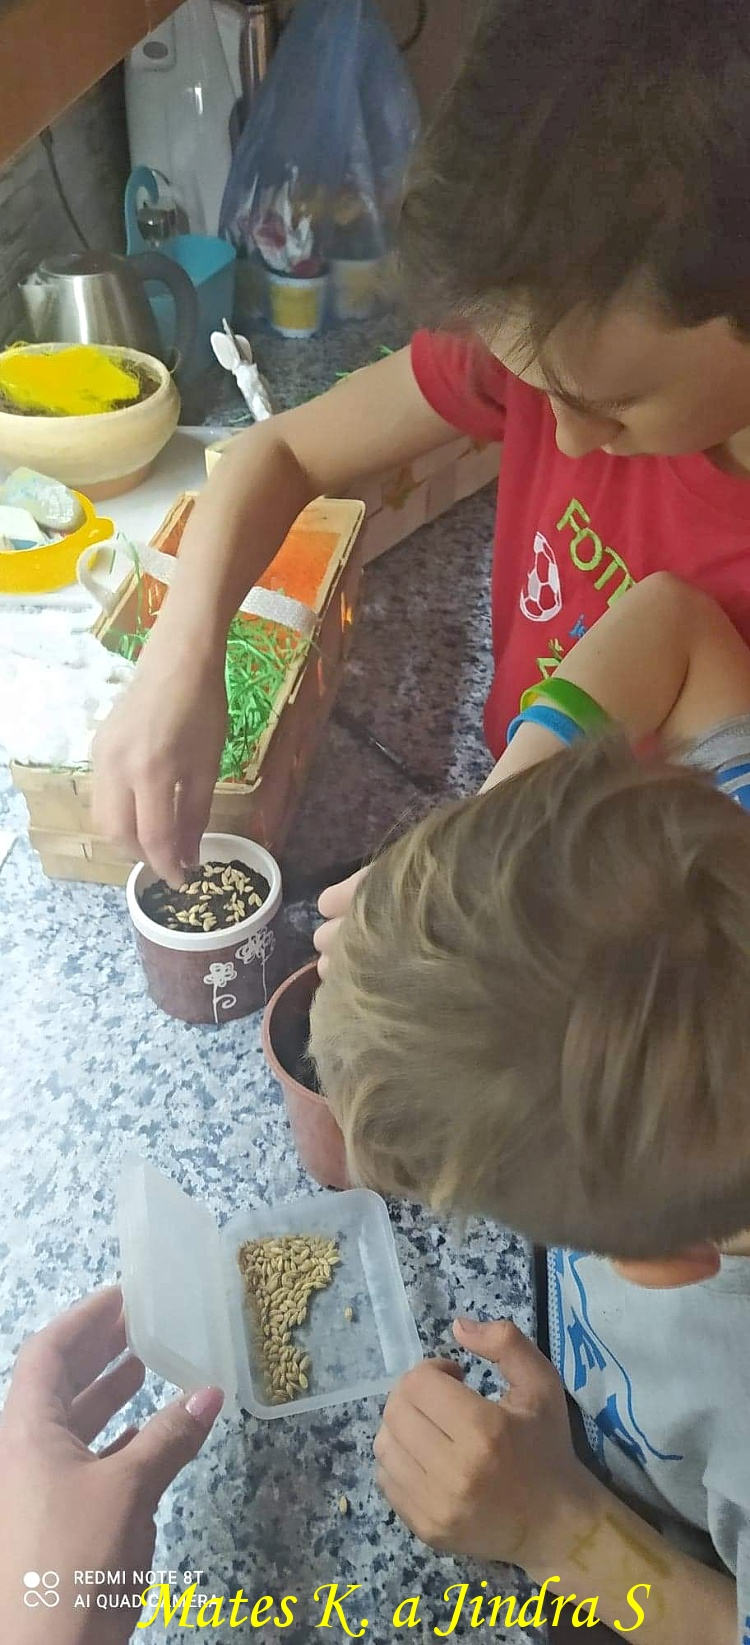 REDMI NOTE 8T
AI QUAD CAMERA
Mates K. a Jindra S